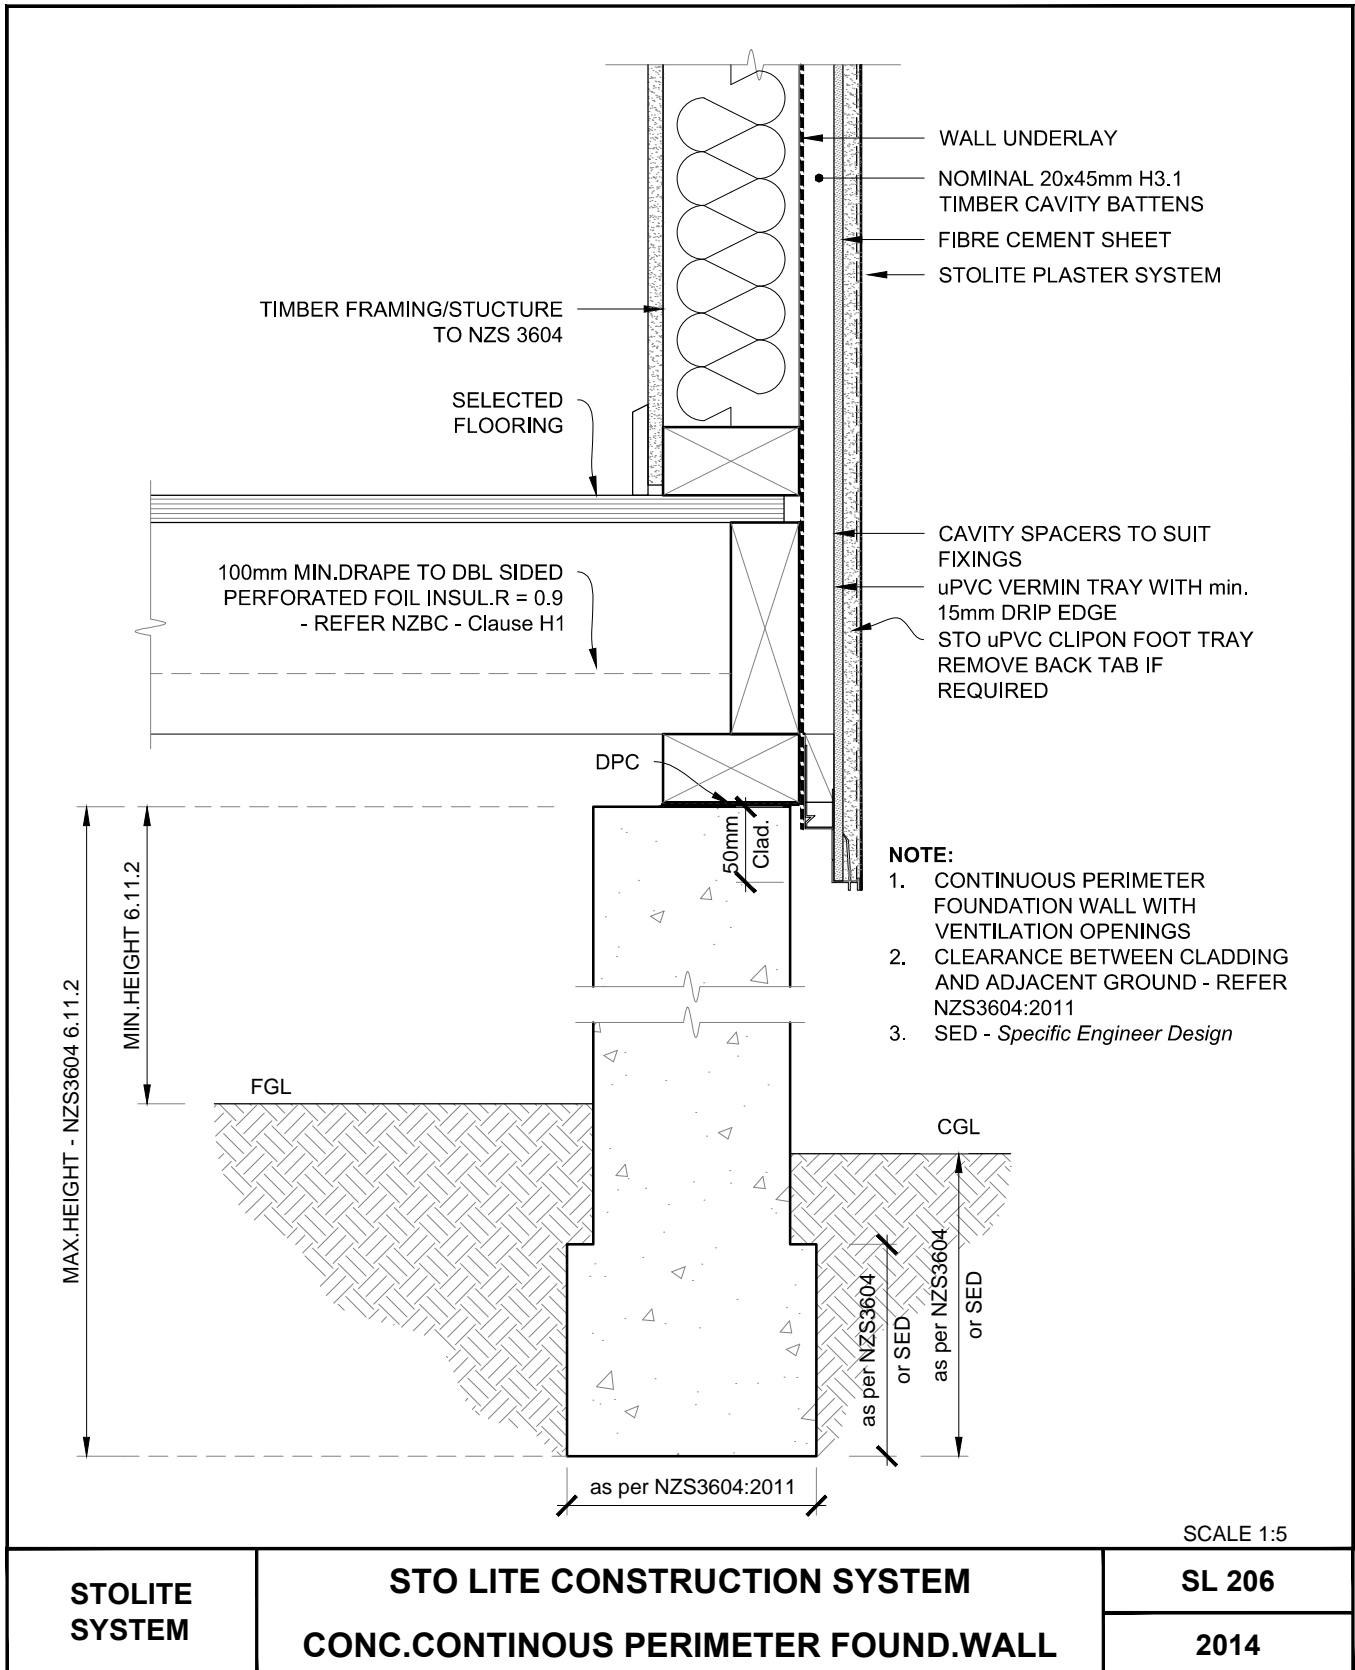 WALL UNDERLAY
NOMINAL 20x45mm H3.1
TIMBER CAVITY BATTENS
FIBRE CEMENT SHEET
STOLITE PLASTER SYSTEM
TIMBER FRAMING/STUCTURE
TO NZS 3604
SELECTED
FLOORING
CAVITY SPACERS TO SUIT
FIXINGS
uPVC VERMIN TRAY WITH min.
15mm DRIP EDGE
STO uPVC CLIPON FOOT TRAY
REMOVE BACK TAB IF
REQUIRED
100mm MIN.DRAPE TO DBL SIDED
PERFORATED FOIL INSUL.R = 0.9
- REFER NZBC - Clause H1
DPC
50mm
Clad.
NOTE:
1. CONTINUOUS PERIMETER
FOUNDATION WALL WITH
VENTILATION OPENINGS
2. CLEARANCE BETWEEN CLADDING
AND ADJACENT GROUND - REFER
NZS3604:2011
3. SED - Specific Engineer Design
MAX.HEIGHT - NZS3604 6.11.2
MIN.HEIGHT 6.11.2
FGL
CGL
as per NZS3604
or SED
as per NZS3604
or SED
as per NZS3604:2011
SCALE 1:5
STOLITE
SYSTEM
STO LITE CONSTRUCTION SYSTEM
CONC.CONTINOUS PERIMETER FOUND.WALL
SL 206
2014